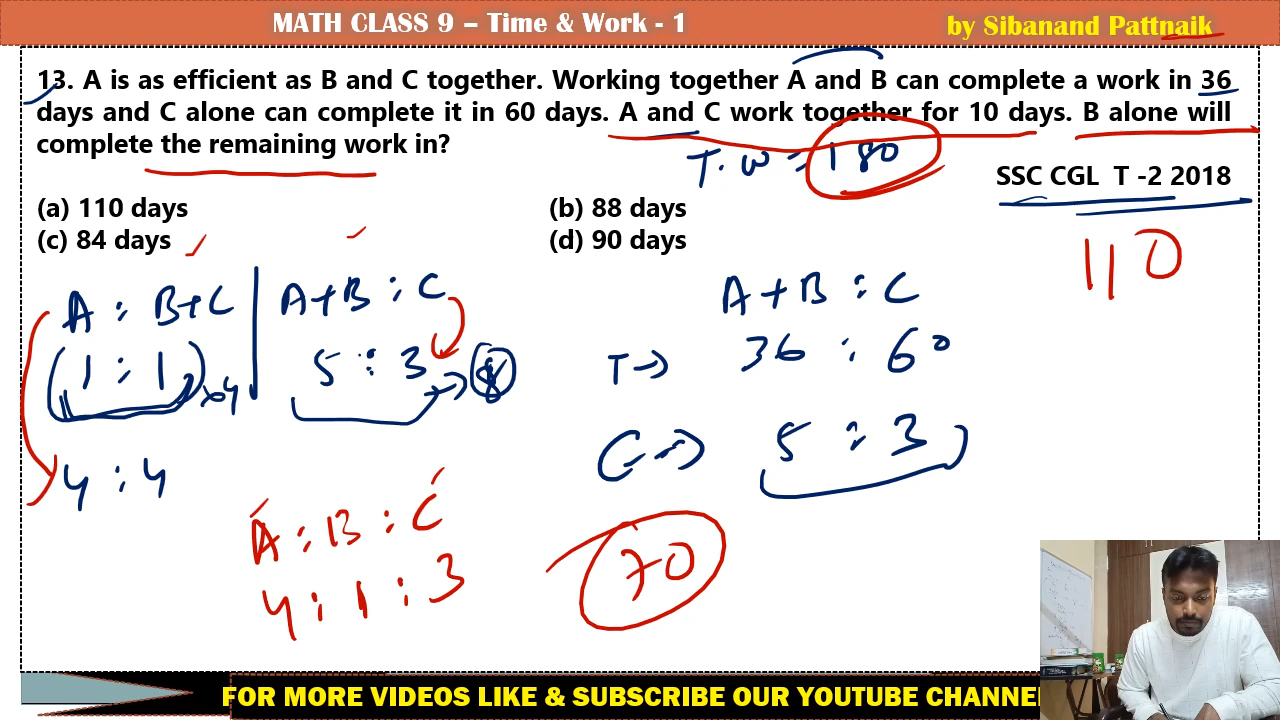 MATH CLASS 9 – Time & Work - 1
by Sibanand Pattnaik
13. A is as efficient as B and C together. Working together A and B can complete a work in 36
days and C alone can complete it in 60 days. A and C work together for 10 days. B alone will
complete the remaining work in?
T. W = 180
SSC CGL T -2 2018
(a) 110 days
(b) 88 days
(c) 84 days
(d) 90 days
110
A : B+C
A+B : C
A+B : C
(1 : 1)×4
5 : 3 → 8
T → 36 : 60
C → 5 : 3
4 : 4
A : B : C
4 : 1 : 3
70
FOR MORE VIDEOS LIKE & SUBSCRIBE OUR YOUTUBE CHANNE